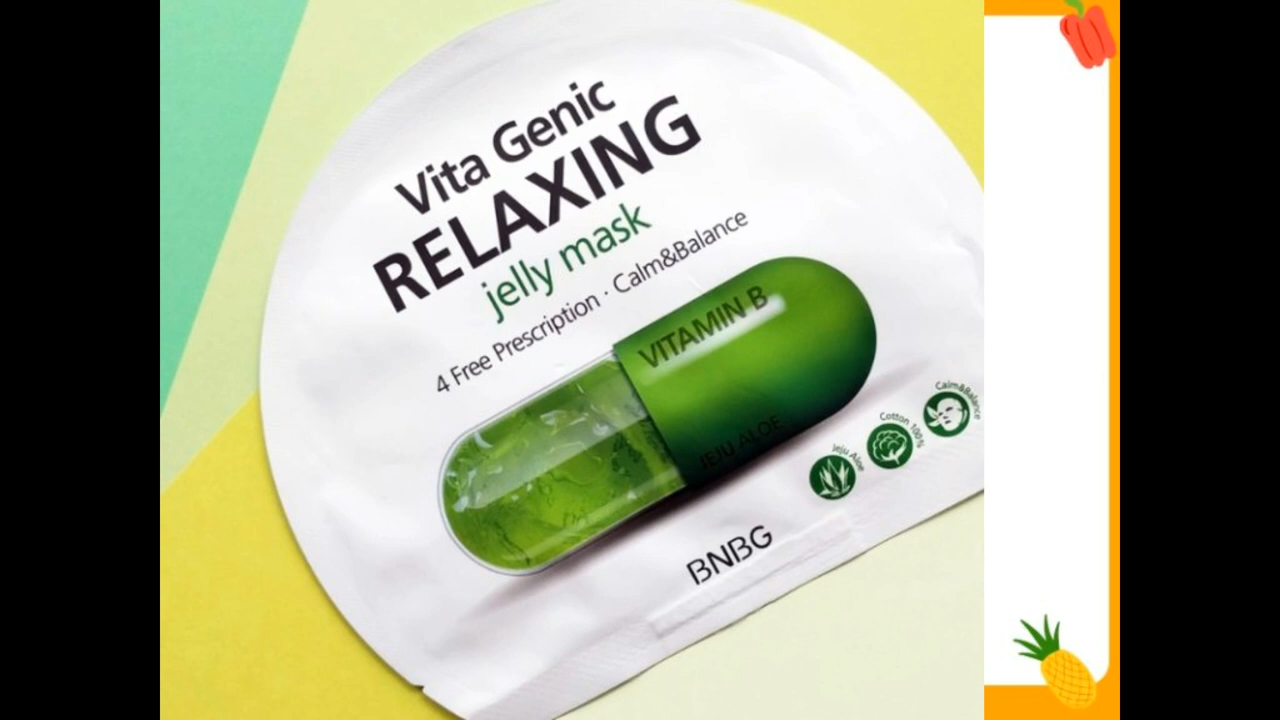 Vita Genic
RELAXING
jelly mask
4 Free Prescription · Calm&Balance
VITAMIN B
JEJU ALOE
Jeju Aloe
Cotton 100%
Calm&Balance
BNBG